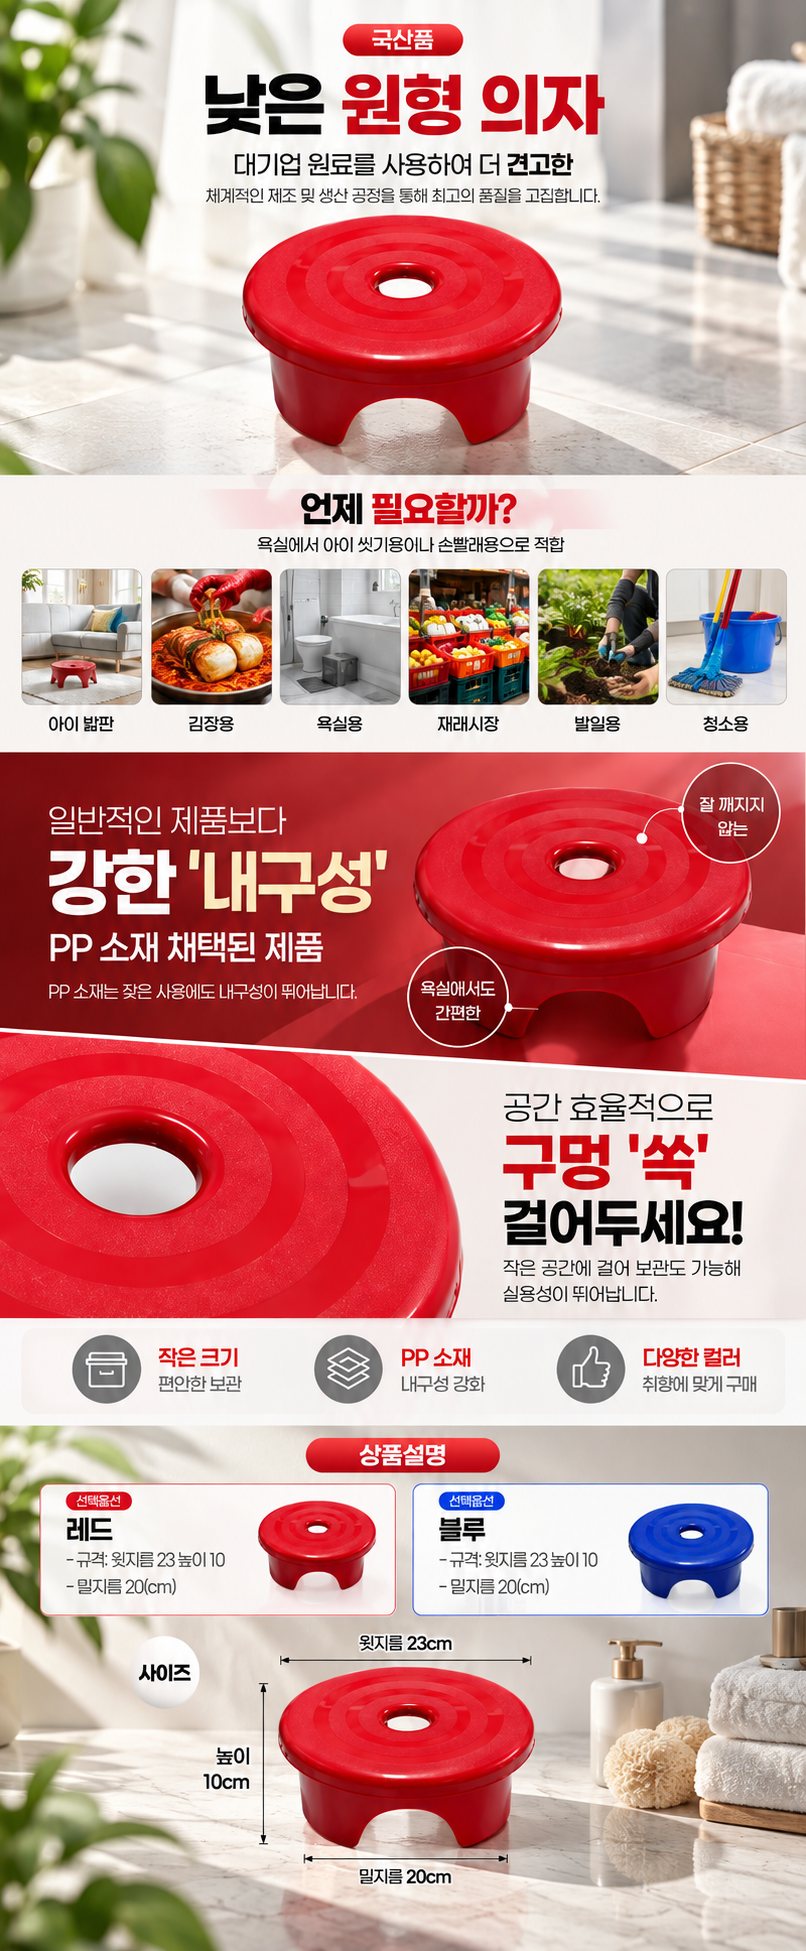 국산품
낮은 원형 의자
대기업 원료를 사용하여 더 견고한
체계적인 제조 및 생산 공정을 통해 최고의 품질을 고집합니다.
언제 필요할까?
욕실에서 아이 씻기용이나 손빨래용으로 적합
아이 밟판
김장용
욕실용
재래시장
발일용
청소용
일반적인 제품보다
강한 '내구성'
PP 소재 채택된 제품
PP 소재는 잦은 사용에도 내구성이 뛰어납니다.
잘 깨지지
않는
욕실애서도
간편한
공간 효율적으로
구멍 '쏙'
걸어두세요!
작은 공간에 걸어 보관도 가능해
실용성이 뛰어납니다.
작은 크기
편안한 보관
PP 소재
내구성 강화
다양한 컬러
취향에 맞게 구매
상품설명
선택옵션
레드
- 규격: 윗지름 23 높이 10
- 밑지름 20(cm)
선택옵션
블루
- 규격: 윗지름 23 높이 10
- 밑지름 20(cm)
사이즈
윗지름 23cm
높이
10cm
밑지름 20cm